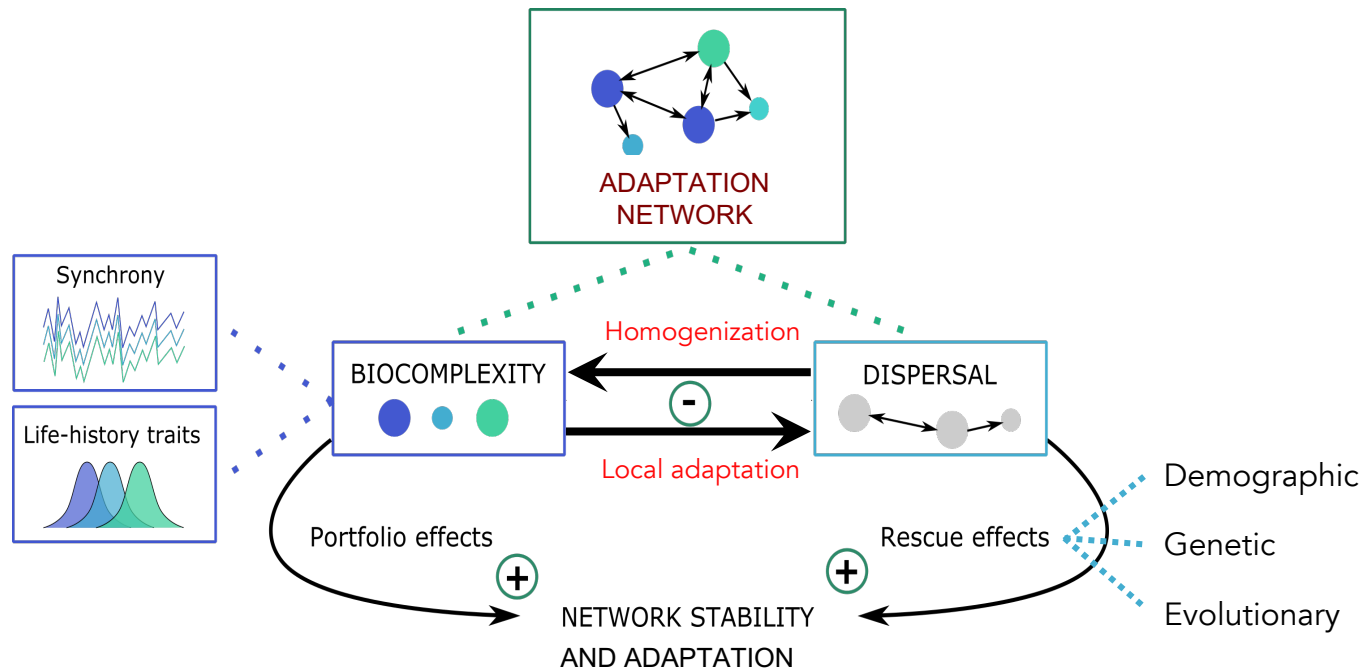 ADAPTATION
NETWORK
Synchrony
Homogenization
BIOCOMPLEXITY
-
DISPERSAL
Life-history traits
Local adaptation
Demographic
Portfolio effects
Rescue effects
Genetic
+
+
NETWORK STABILITY
AND ADAPTATION
Evolutionary